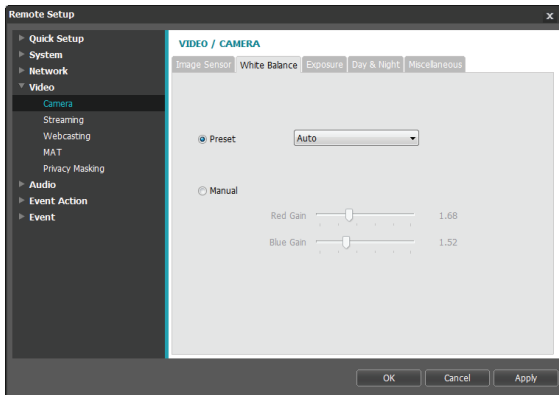 Remote Setup x
Quick Setup
System
Network
Video
Camera
Streaming
Webcasting
MAT
Privacy Masking
Audio
Event Action
Event
VIDEO / CAMERA
Image Sensor White Balance Exposure Day & Night Miscellaneous
Preset Auto
Manual
Red Gain 1.68
Blue Gain 1.52
OK Cancel Apply